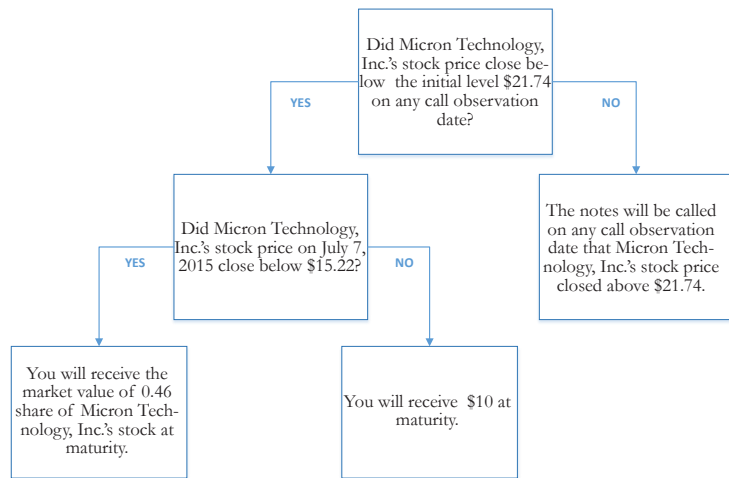 Did Micron Technology,
Inc.'s stock price close be-
low the initial level $21.74
on any call observation
date?
YES
NO
Did Micron Technology,
Inc.'s stock price on July 7,
2015 close below $15.22?
The notes will be called
on any call observation
date that Micron Tech-
nology, Inc.'s stock price
closed above $21.74.
YES
NO
You will receive the
market value of 0.46
share of Micron Tech-
nology, Inc.'s stock at
maturity.
You will receive $10 at
maturity.